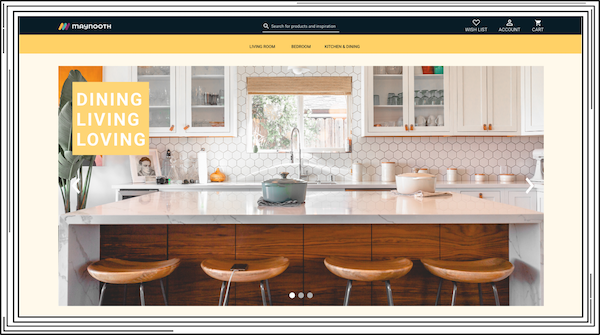 MAYNOOTH
Search for products and inspiration
WISH LIST
ACCOUNT
CART
LIVING ROOM
BEDROOM
KITCHEN & DINING
DINING
LIVING
LOVING